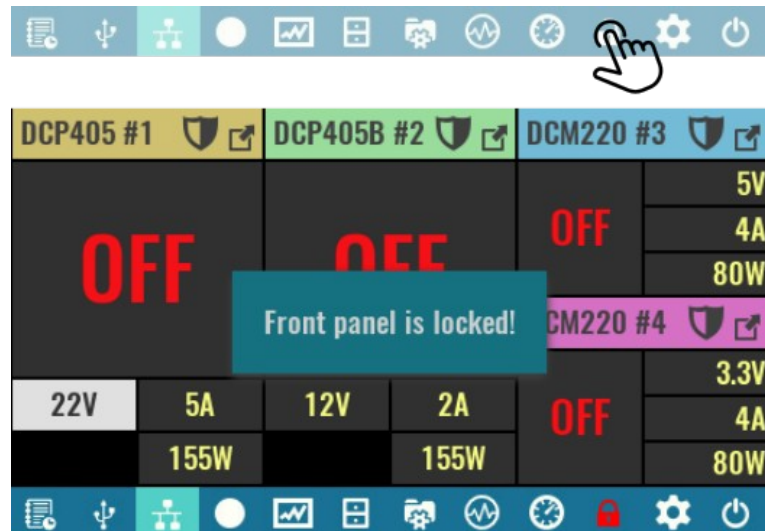 DCP405 #1
DCP405B #2
DCM220 #3
OFF
OFF
OFF
5V
4A
80W
Front panel is locked!
CM220 #4
22V
5A
155W
12V
2A
155W
OFF
3.3V
4A
80W